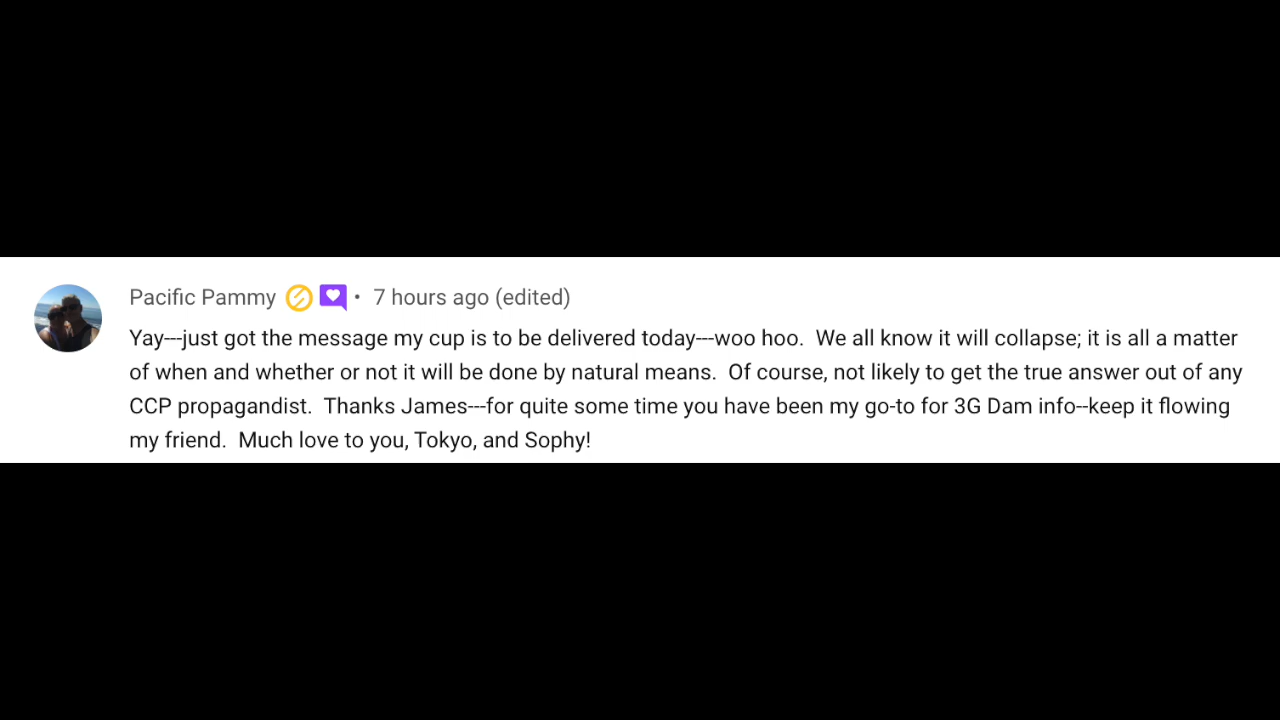 Pacific Pammy • 7 hours ago (edited)
Yay---just got the message my cup is to be delivered today---woo hoo.  We all know it will collapse; it is all a matter
of when and whether or not it will be done by natural means.  Of course, not likely to get the true answer out of any
CCP propagandist.  Thanks James---for quite some time you have been my go-to for 3G Dam info--keep it flowing
my friend.  Much love to you, Tokyo, and Sophy!